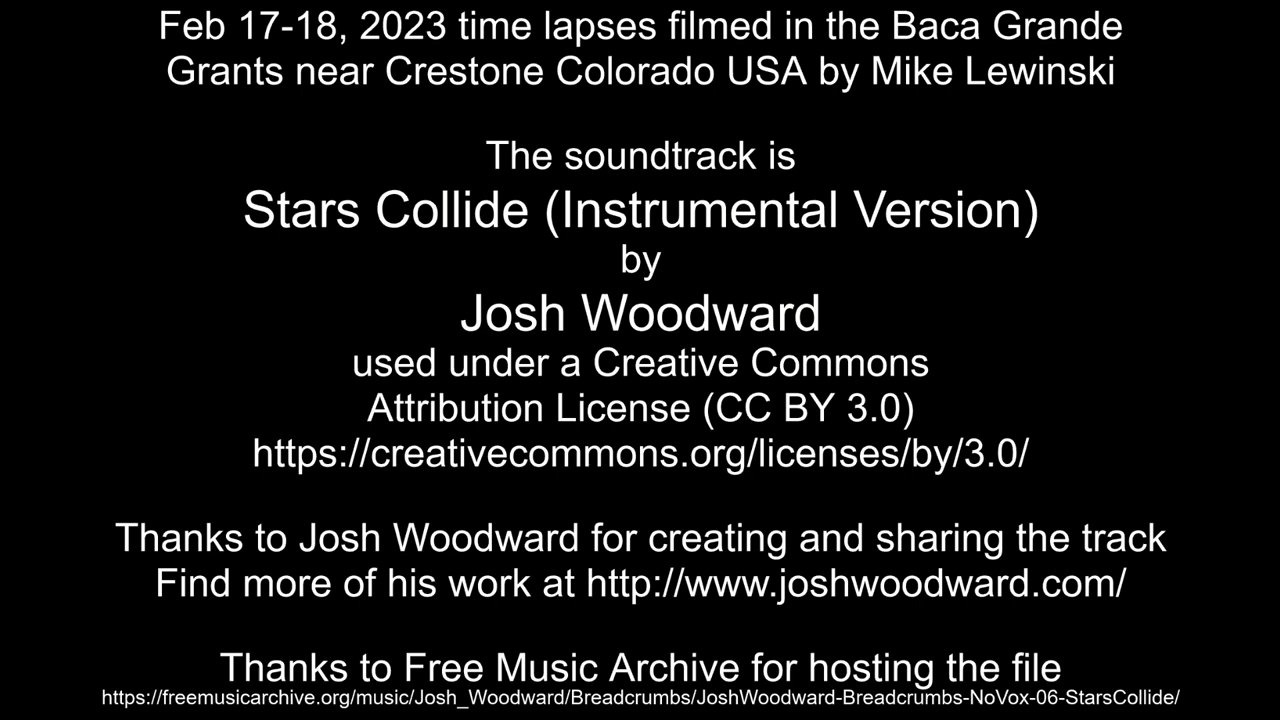 Feb 17-18, 2023 time lapses filmed in the Baca Grande
Grants near Crestone Colorado USA by Mike Lewinski
The soundtrack is
Stars Collide (Instrumental Version)
by
Josh Woodward
used under a Creative Commons
Attribution License (CC BY 3.0)
https://creativecommons.org/licenses/by/3.0/
Thanks to Josh Woodward for creating and sharing the track
Find more of his work at http://www.joshwoodward.com/
Thanks to Free Music Archive for hosting the file
https://freemusicarchive.org/music/Josh_Woodward/Breadcrumbs/JoshWoodward-Breadcrumbs-NoVox-06-StarsCollide/